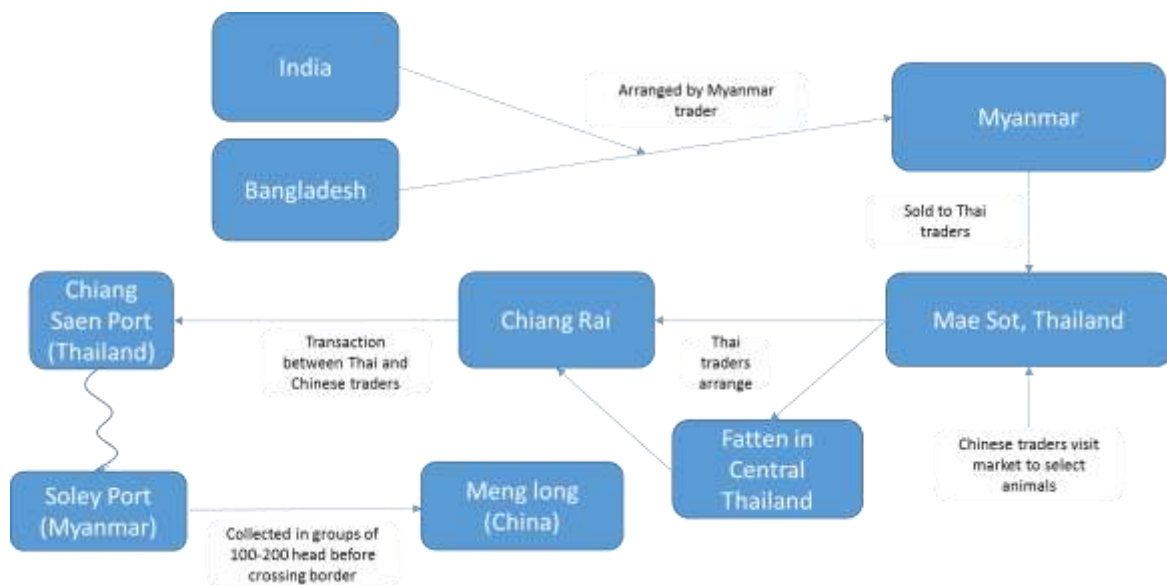 India
Arranged by Myanmar
trader
Myanmar
Bangladesh
Sold to Thai
traders
Chiang
Saen Port
(Thailand)
Chiang Rai
Mae Sot, Thailand
Transaction
between Thai and
Chinese traders
Thai
traders
arrange
Fatten in
Central
Thailand
Chinese traders visit
market to select
animals
Soley Port
(Myanmar)
Meng long
(China)
Collected in groups of
100-200 head before
crossing border